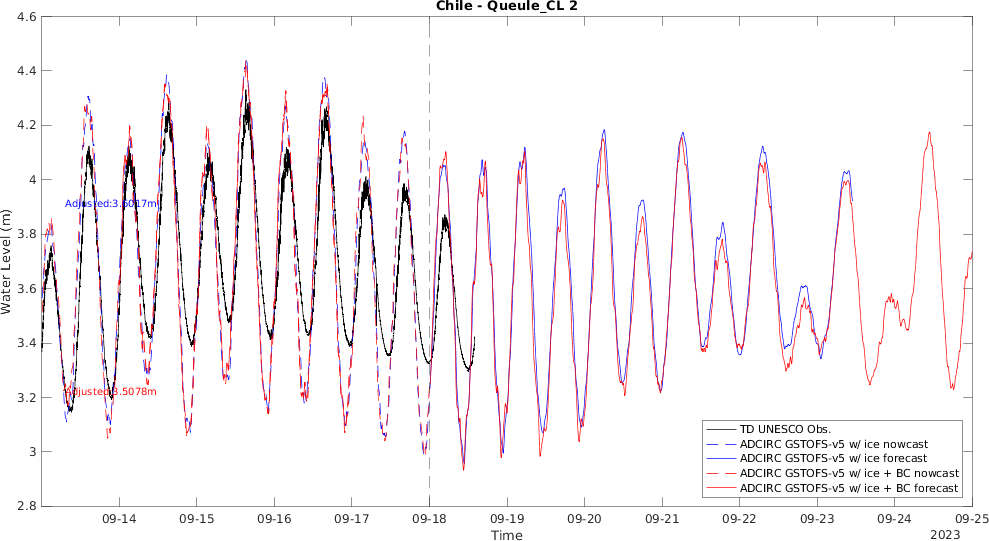 Chile - Queule_CL 2
4.6
4.4
4.2
4
3.8
3.6
3.4
3.2
3
2.8
Water Level (m)
Adjusted:3.5078m
TD UNESCO Obs.
ADCIRC GSTOFS-v5 w/ ice nowcast
ADCIRC GSTOFS-v5 w/ ice forecast
ADCIRC GSTOFS-v5 w/ ice + BC nowcast
ADCIRC GSTOFS-v5 w/ ice + BC forecast
09-14 09-15 09-16 09-17 09-18 09-19 09-20 09-21 09-22 09-23 09-24 09-25
Time
2023